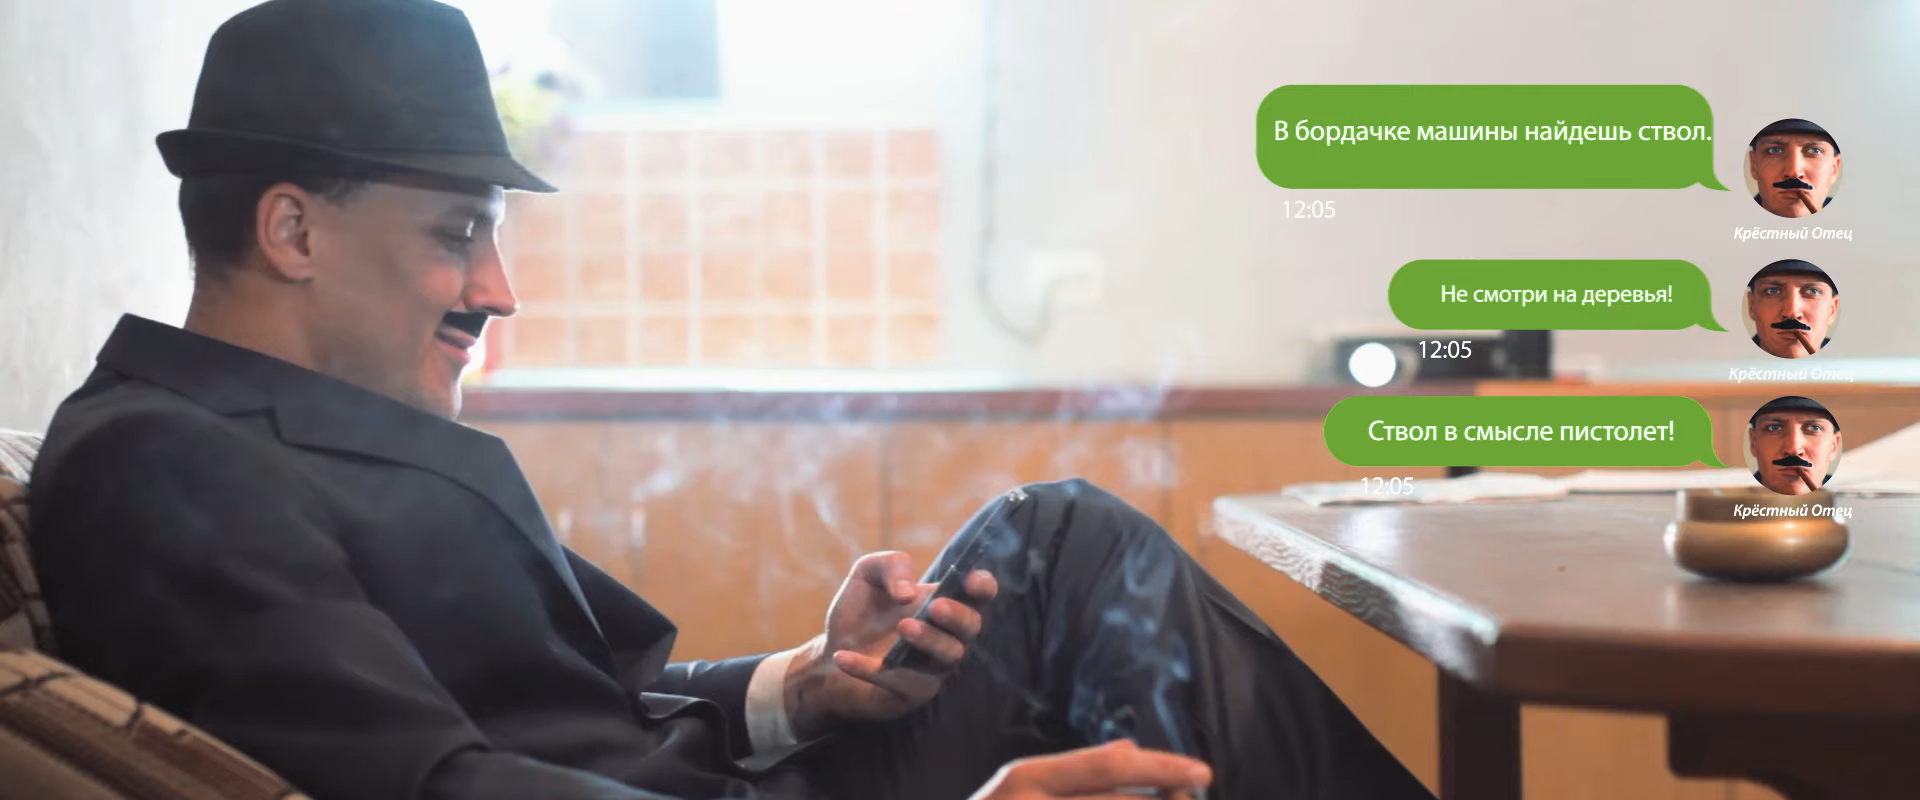 В бордачке машины найдешь ствол.
12:05
Крёстный Отец
Не смотри на деревья!
12:05
Крёстный Отец
Ствол в смысле пистолет!
12:05
Крёстный Отец